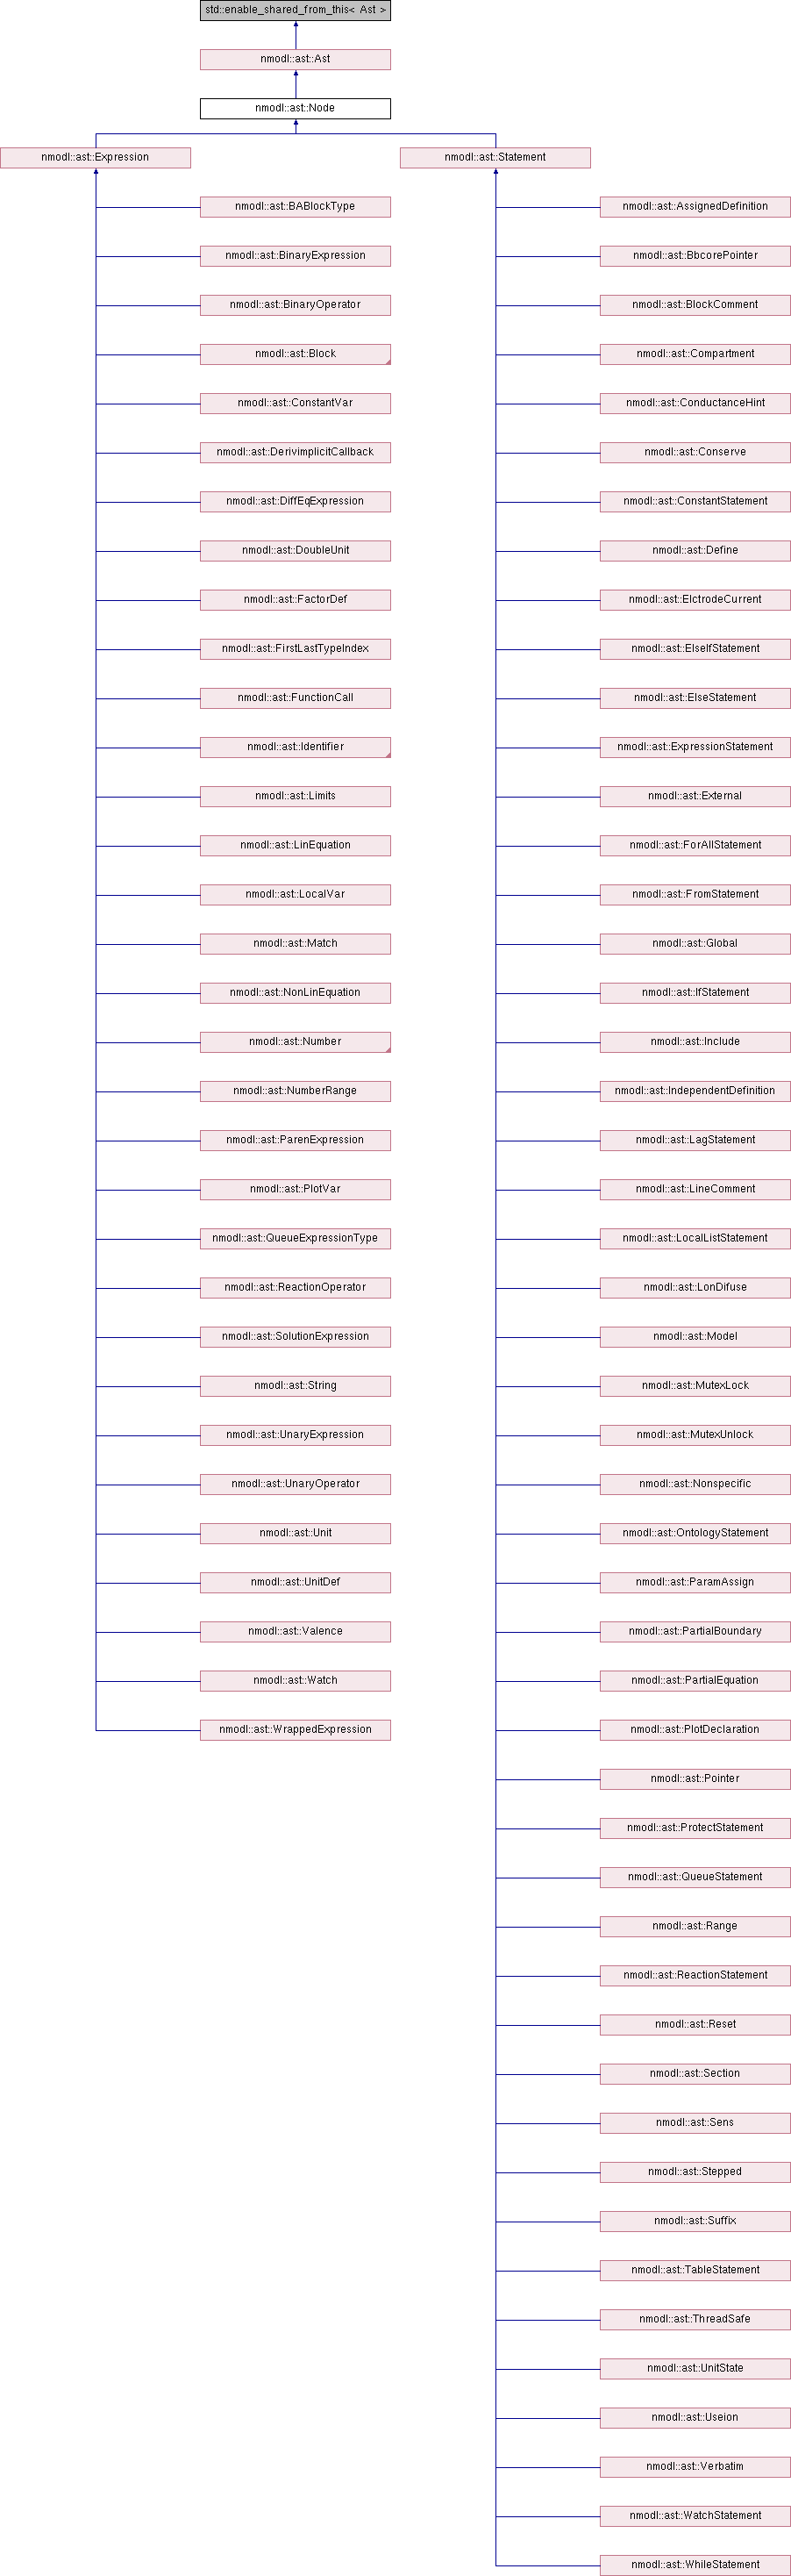 std::enable_shared_from_this< Ast >
nmodl::ast::Ast
nmodl::ast::Node
nmodl::ast::Expression
nmodl::ast::Statement
nmodl::ast::BABlockType
nmodl::ast::BinaryExpression
nmodl::ast::BinaryOperator
nmodl::ast::Block
nmodl::ast::ConstantVar
nmodl::ast::DerivimplicitCallback
nmodl::ast::DiffEqExpression
nmodl::ast::DoubleUnit
nmodl::ast::FactorDef
nmodl::ast::FirstLastTypeIndex
nmodl::ast::FunctionCall
nmodl::ast::Identifier
nmodl::ast::Limits
nmodl::ast::LinEquation
nmodl::ast::LocalVar
nmodl::ast::Match
nmodl::ast::NonLinEquation
nmodl::ast::Number
nmodl::ast::NumberRange
nmodl::ast::ParenExpression
nmodl::ast::PlotVar
nmodl::ast::QueueExpressionType
nmodl::ast::ReactionOperator
nmodl::ast::SolutionExpression
nmodl::ast::String
nmodl::ast::UnaryExpression
nmodl::ast::UnaryOperator
nmodl::ast::Unit
nmodl::ast::UnitDef
nmodl::ast::Valence
nmodl::ast::Watch
nmodl::ast::WrappedExpression
nmodl::ast::AssignedDefinition
nmodl::ast::BbcorePointer
nmodl::ast::BlockComment
nmodl::ast::Compartment
nmodl::ast::ConductanceHint
nmodl::ast::Conserve
nmodl::ast::ConstantStatement
nmodl::ast::Define
nmodl::ast::ElctrodeCurrent
nmodl::ast::ElseIfStatement
nmodl::ast::ElseStatement
nmodl::ast::ExpressionStatement
nmodl::ast::External
nmodl::ast::ForAllStatement
nmodl::ast::FromStatement
nmodl::ast::Global
nmodl::ast::IfStatement
nmodl::ast::Include
nmodl::ast::IndependentDefinition
nmodl::ast::LagStatement
nmodl::ast::LineComment
nmodl::ast::LocalListStatement
nmodl::ast::LonDifuse
nmodl::ast::Model
nmodl::ast::MutexLock
nmodl::ast::MutexUnlock
nmodl::ast::Nonspecific
nmodl::ast::OntologyStatement
nmodl::ast::ParamAssign
nmodl::ast::PartialBoundary
nmodl::ast::PartialEquation
nmodl::ast::PlotDeclaration
nmodl::ast::Pointer
nmodl::ast::ProtectStatement
nmodl::ast::QueueStatement
nmodl::ast::Range
nmodl::ast::ReactionStatement
nmodl::ast::Reset
nmodl::ast::Section
nmodl::ast::Sens
nmodl::ast::Stepped
nmodl::ast::Suffix
nmodl::ast::TableStatement
nmodl::ast::ThreadSafe
nmodl::ast::UnitState
nmodl::ast::Useion
nmodl::ast::Verbatim
nmodl::ast::WatchStatement
nmodl::ast::WhileStatement